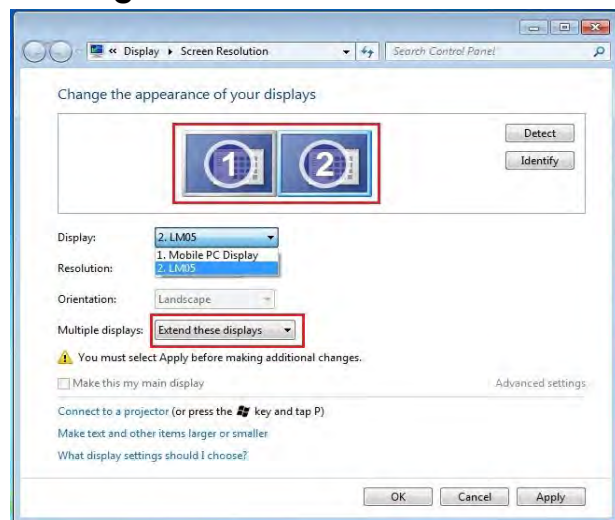 « Display ▸ Screen Resolution Search Control Panel
Change the appearance of your displays
1 2
Detect
Identify
Display: 2. LM05
1. Mobile PC Display
Resolution: 2. LM05
Orientation: Landscape
Multiple displays: Extend these displays
You must select Apply before making additional changes.
Make this my main display Advanced settings
Connect to a projector (or press the key and tap P)
Make text and other items larger or smaller
What display settings should I choose?
OK Cancel Apply